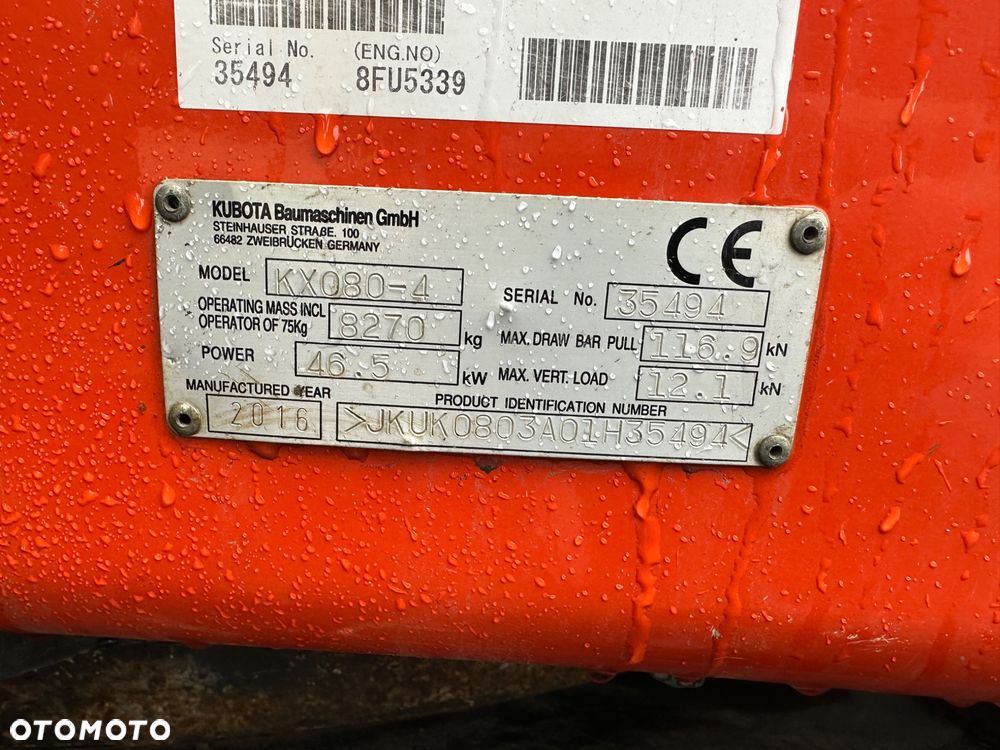 Serial No. (ENG.NO)
35494 8FU5339
KUBOTA Baumaschinen GmbH
STEINHAUSER STRAßE. 100
66482 ZWEIBRÜCKEN GERMANY
CE
MODEL KX080-4
SERIAL No. 35494
OPERATING MASS INCL
OPERATOR OF 75Kg 8270 kg
MAX. DRAW BAR PULL 116.9 kN
POWER 46.5 kW
MAX. VERT. LOAD 12.1 kN
MANUFACTURED YEAR
2016
PRODUCT IDENTIFICATION NUMBER
>JKUK0803A01H35494<
OTOMOTO